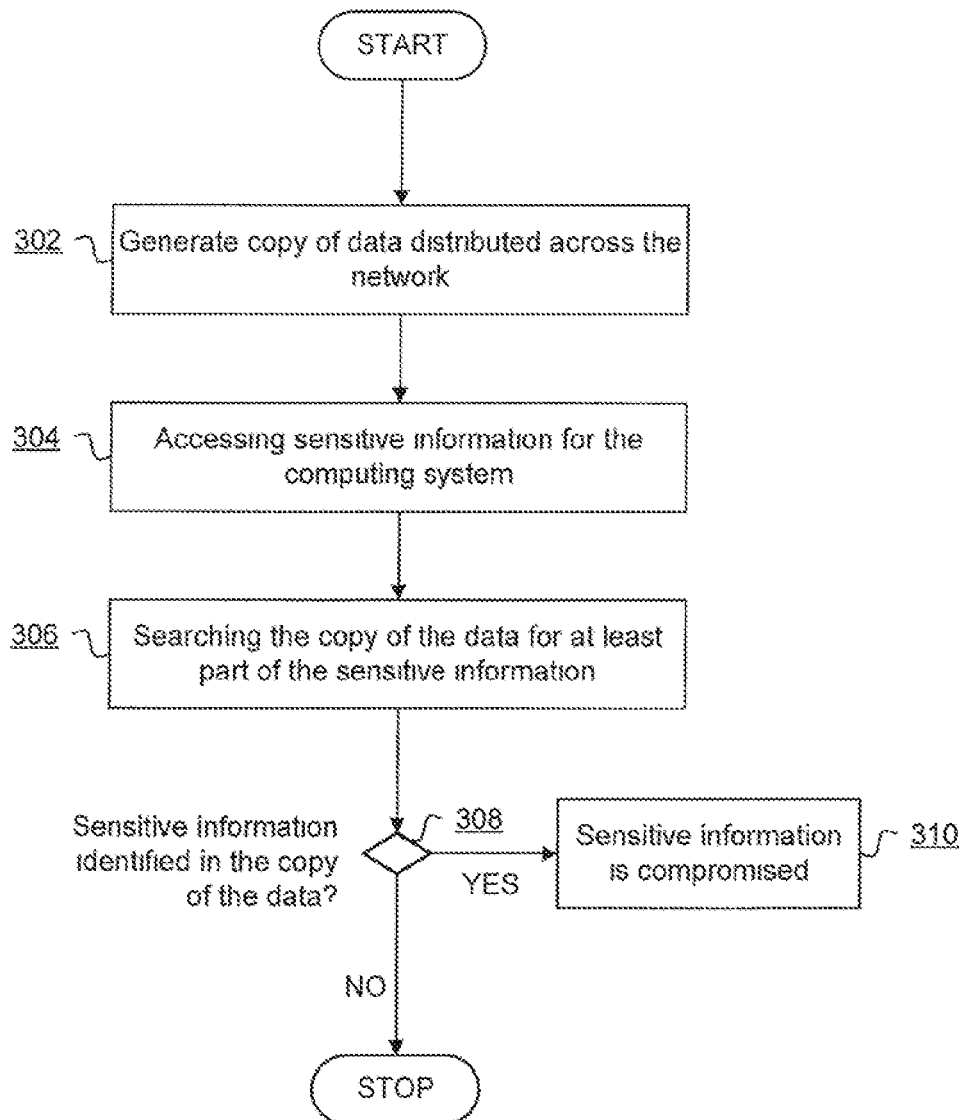 START
302
Generate copy of data distributed across the
network
304
Accessing sensitive information for the
computing system
306
Searching the copy of the data for at least
part of the sensitive information
Sensitive information
identified in the copy
of the data?
308
YES
Sensitive information
is compromised
310
NO
STOP